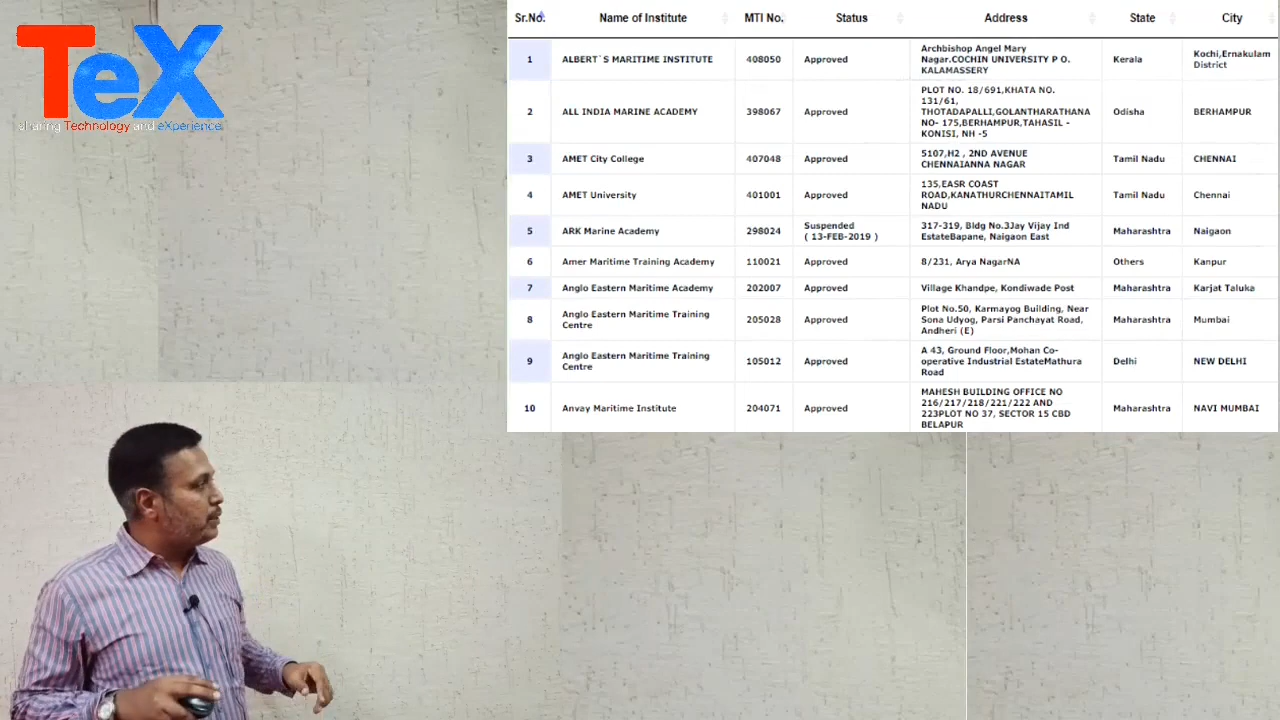 TeX
sharing Technology and eXperience
Sr.No. Name of Institute MTI No. Status Address State City
1 ALBERT`S MARITIME INSTITUTE 408050 Approved Archbishop Angel Mary Nagar.COCHIN UNIVERSITY P O. KALAMASSERY Kerala Kochi,Ernakulam District
2 ALL INDIA MARINE ACADEMY 398067 Approved PLOT NO. 18/691,KHATA NO. 131/61, THOTADAPALLI,GOLANTHARATHANA NO- 175,BERHAMPUR,TAHASIL - KONISI, NH -5 Odisha BERHAMPUR
3 AMET City College 407048 Approved 5107,H2 , 2ND AVENUE CHENNAIANNA NAGAR Tamil Nadu CHENNAI
4 AMET University 401001 Approved 135,EASR COAST ROAD,KANATHURCHENNAITAMIL NADU Tamil Nadu Chennai
5 ARK Marine Academy 298024 Suspended ( 13-FEB-2019 ) 317-319, Bldg No.3Jay Vijay Ind EstateBapane, Naigaon East Maharashtra Naigaon
6 Amer Maritime Training Academy 110021 Approved 8/231, Arya NagarNA Others Kanpur
7 Anglo Eastern Maritime Academy 202007 Approved Village Khandpe, Kondiwade Post Maharashtra Karjat Taluka
8 Anglo Eastern Maritime Training Centre 205028 Approved Plot No.50, Karmayog Building, Near Sona Udyog, Parsi Panchayat Road, Andheri (E) Maharashtra Mumbai
9 Anglo Eastern Maritime Training Centre 105012 Approved A 43, Ground Floor,Mohan Co-operative Industrial EstateMathura Road Delhi NEW DELHI
10 Anvay Maritime Institute 204071 Approved MAHESH BUILDING OFFICE NO 216/217/218/221/222 AND 223PLOT NO 37, SECTOR 15 CBD BELAPUR Maharashtra NAVI MUMBAI